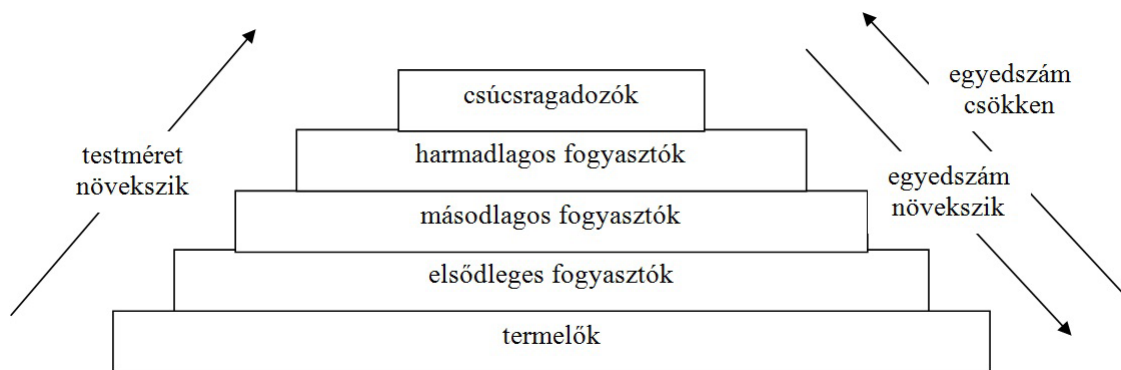 csúcsragadozók
harmadlagos fogyasztók
másodlagos fogyasztók
elsődleges fogyasztók
termelők
testméret
növekszik
egyedszám
csökken
egyedszám
növekszik